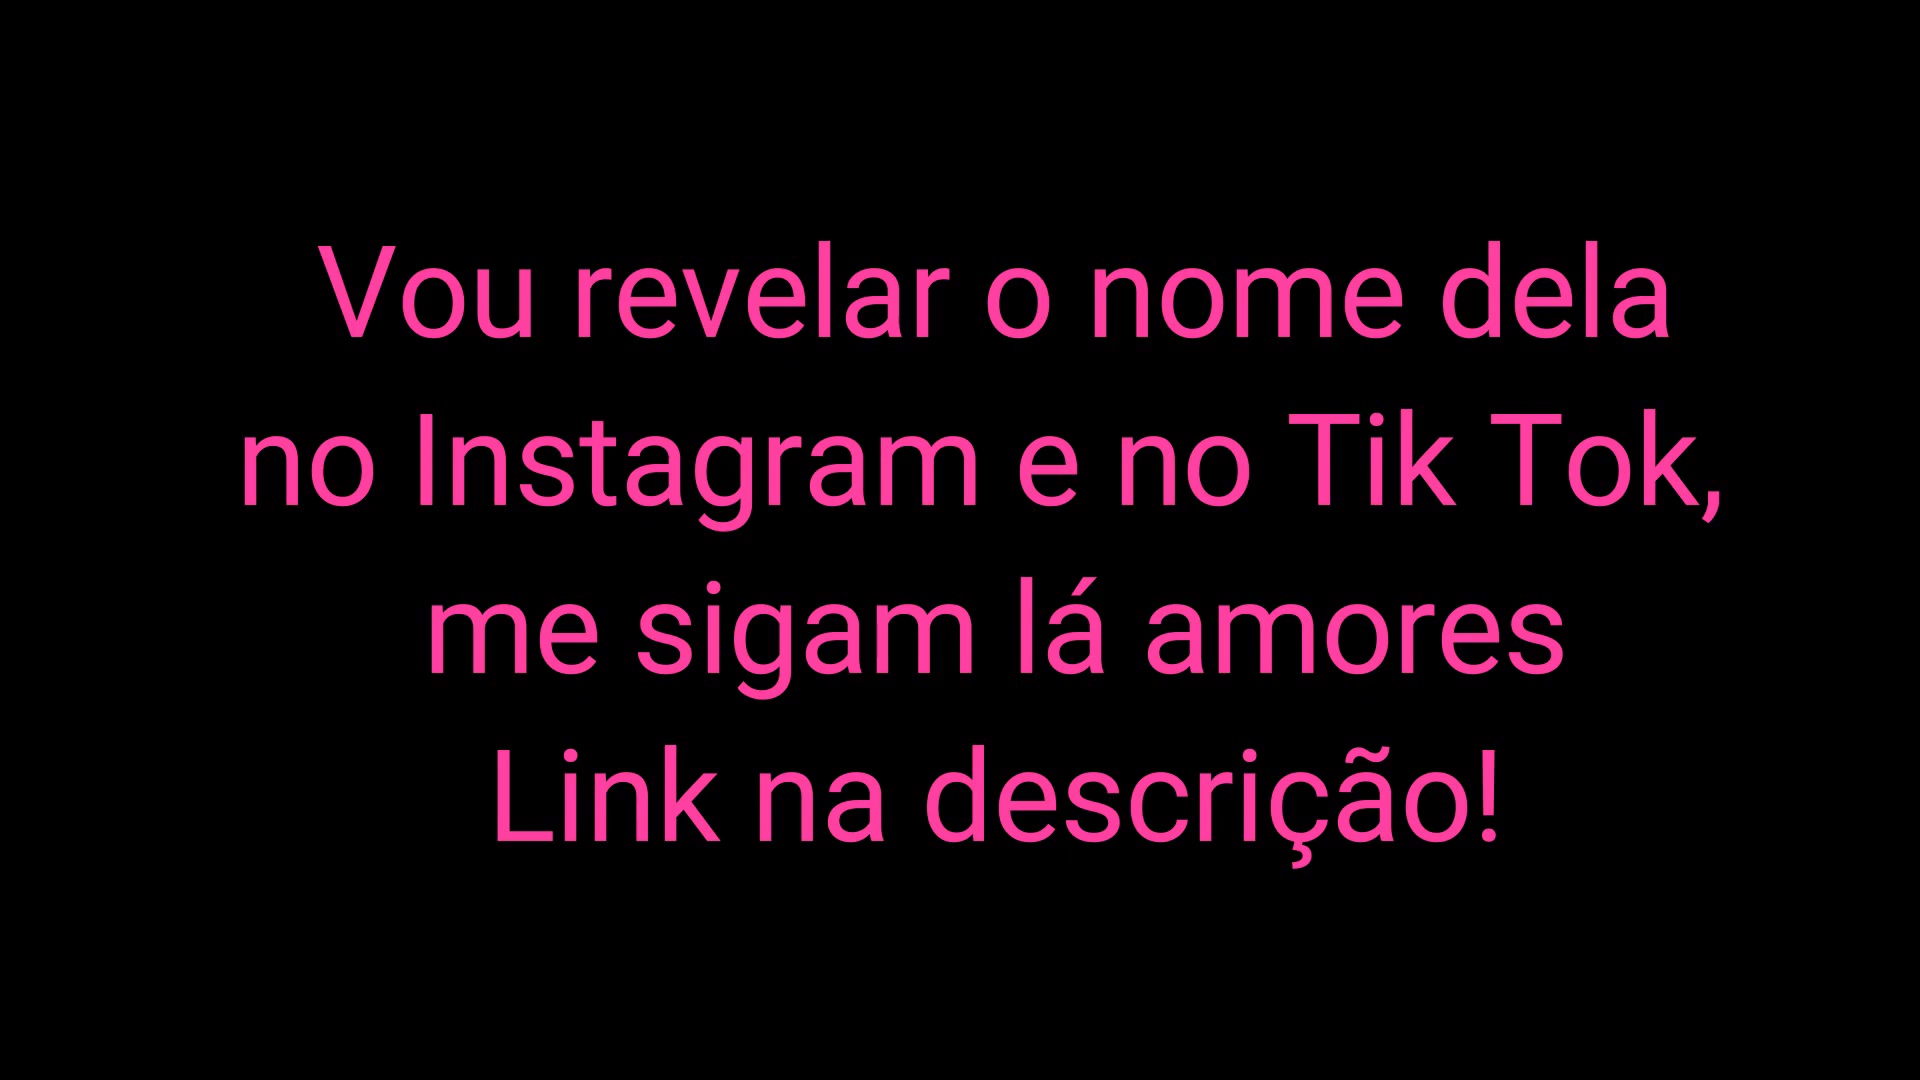 Vou revelar o nome dela
no Instagram e no Tik Tok,
me sigam lá amores
Link na descrição!